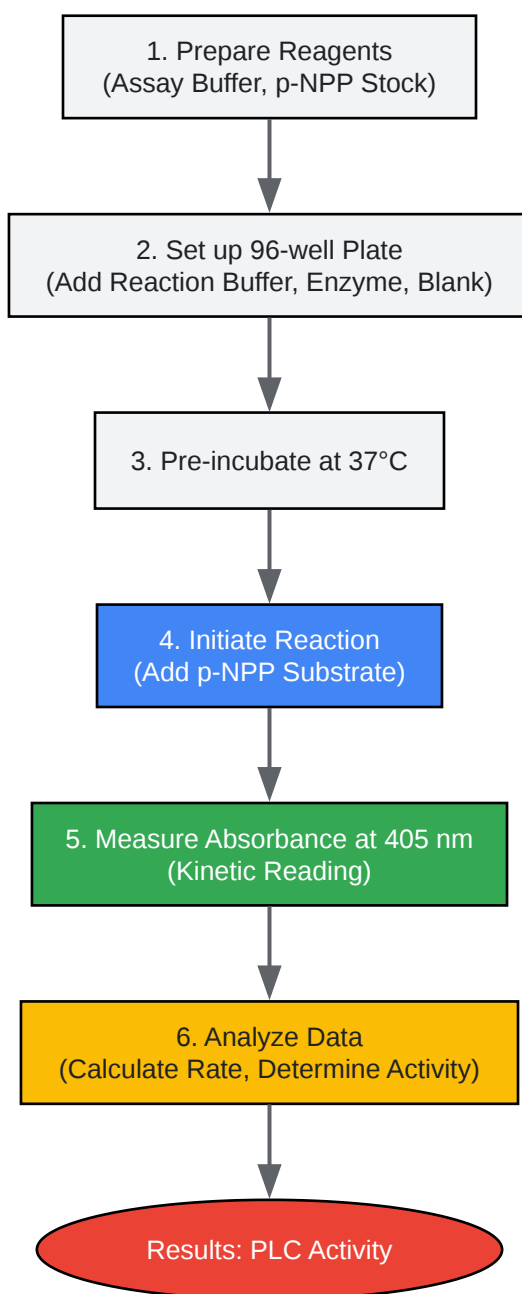 1. Prepare Reagents
(Assay Buffer, p-NPP Stock)
2. Set up 96-well Plate
(Add Reaction Buffer, Enzyme, Blank)
3. Pre-incubate at 37°C
4. Initiate Reaction
(Add p-NPP Substrate)
5. Measure Absorbance at 405 nm
(Kinetic Reading)
6. Analyze Data
(Calculate Rate, Determine Activity)
Results: PLC Activity